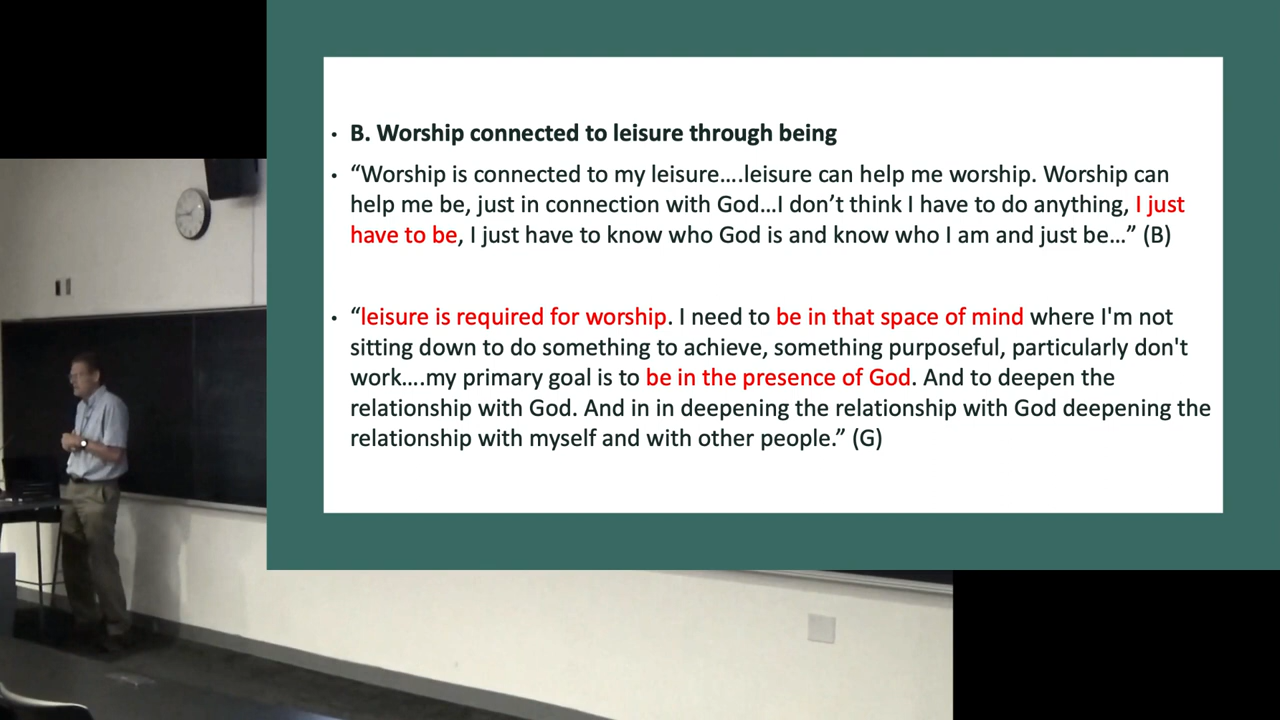 • B. Worship connected to leisure through being
• “Worship is connected to my leisure….leisure can help me worship. Worship can
help me be, just in connection with God…I don’t think I have to do anything, I just
have to be, I just have to know who God is and know who I am and just be…” (B)
• “leisure is required for worship. I need to be in that space of mind where I'm not
sitting down to do something to achieve, something purposeful, particularly don't
work….my primary goal is to be in the presence of God. And to deepen the
relationship with God. And in in deepening the relationship with God deepening the
relationship with myself and with other people.” (G)